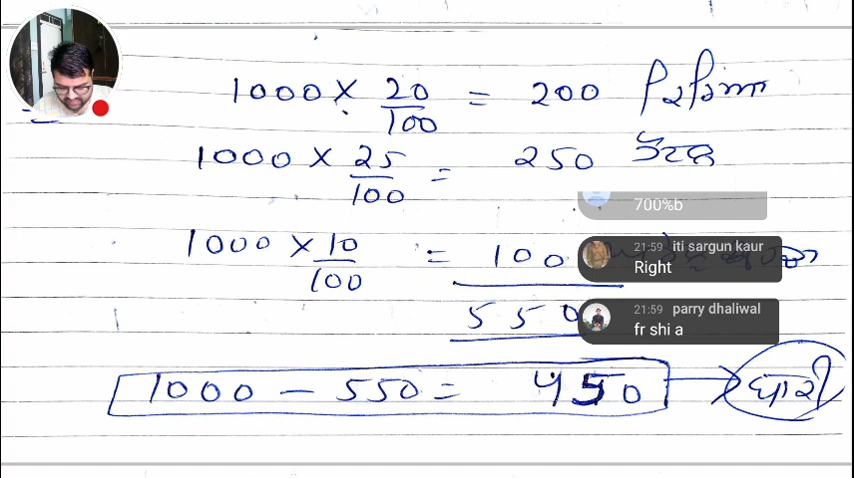 1000 × 20/100 = 200
1000 × 25/100 = 250
700%b
1000 × 10/100 = 100
21:59 iti sargun kaur
Right
550
21:59 parry dhaliwal
fr shi a
1000 - 550 = 450